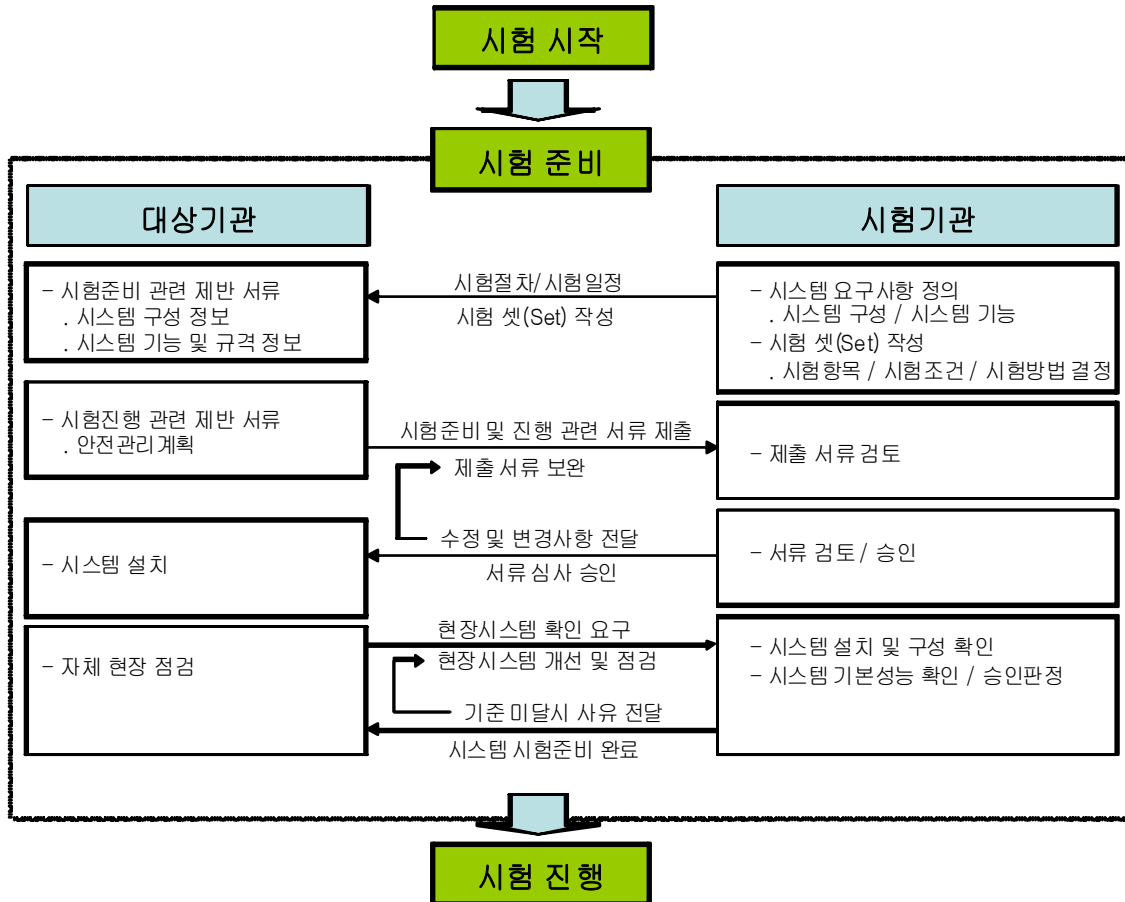 시험 시작
시험 준비
대상기관
시험기관
- 시험준비 관련 제반 서류
. 시스템 구성 정보
. 시스템 기능 및 규격 정보
시험절차/시험일정
시험 셋(Set) 작성
- 시스템 요구사항 정의
. 시스템 구성 / 시스템 기능
- 시험 셋(Set) 작성
. 시험항목 / 시험조건 / 시험방법 결정
- 시험진행 관련 제반 서류
. 안전관리계획
시험준비 및 진행 관련 서류 제출
제출 서류 보완
- 제출 서류 검토
- 시스템 설치
수정 및 변경사항 전달
서류 심사 승인
- 서류 검토 / 승인
- 자체 현장 점검
현장시스템 확인 요구
현장시스템 개선 및 점검
기준 미달시 사유 전달
시스템 시험준비 완료
- 시스템 설치 및 구성 확인
- 시스템 기본성능 확인 / 승인판정
시험 진행